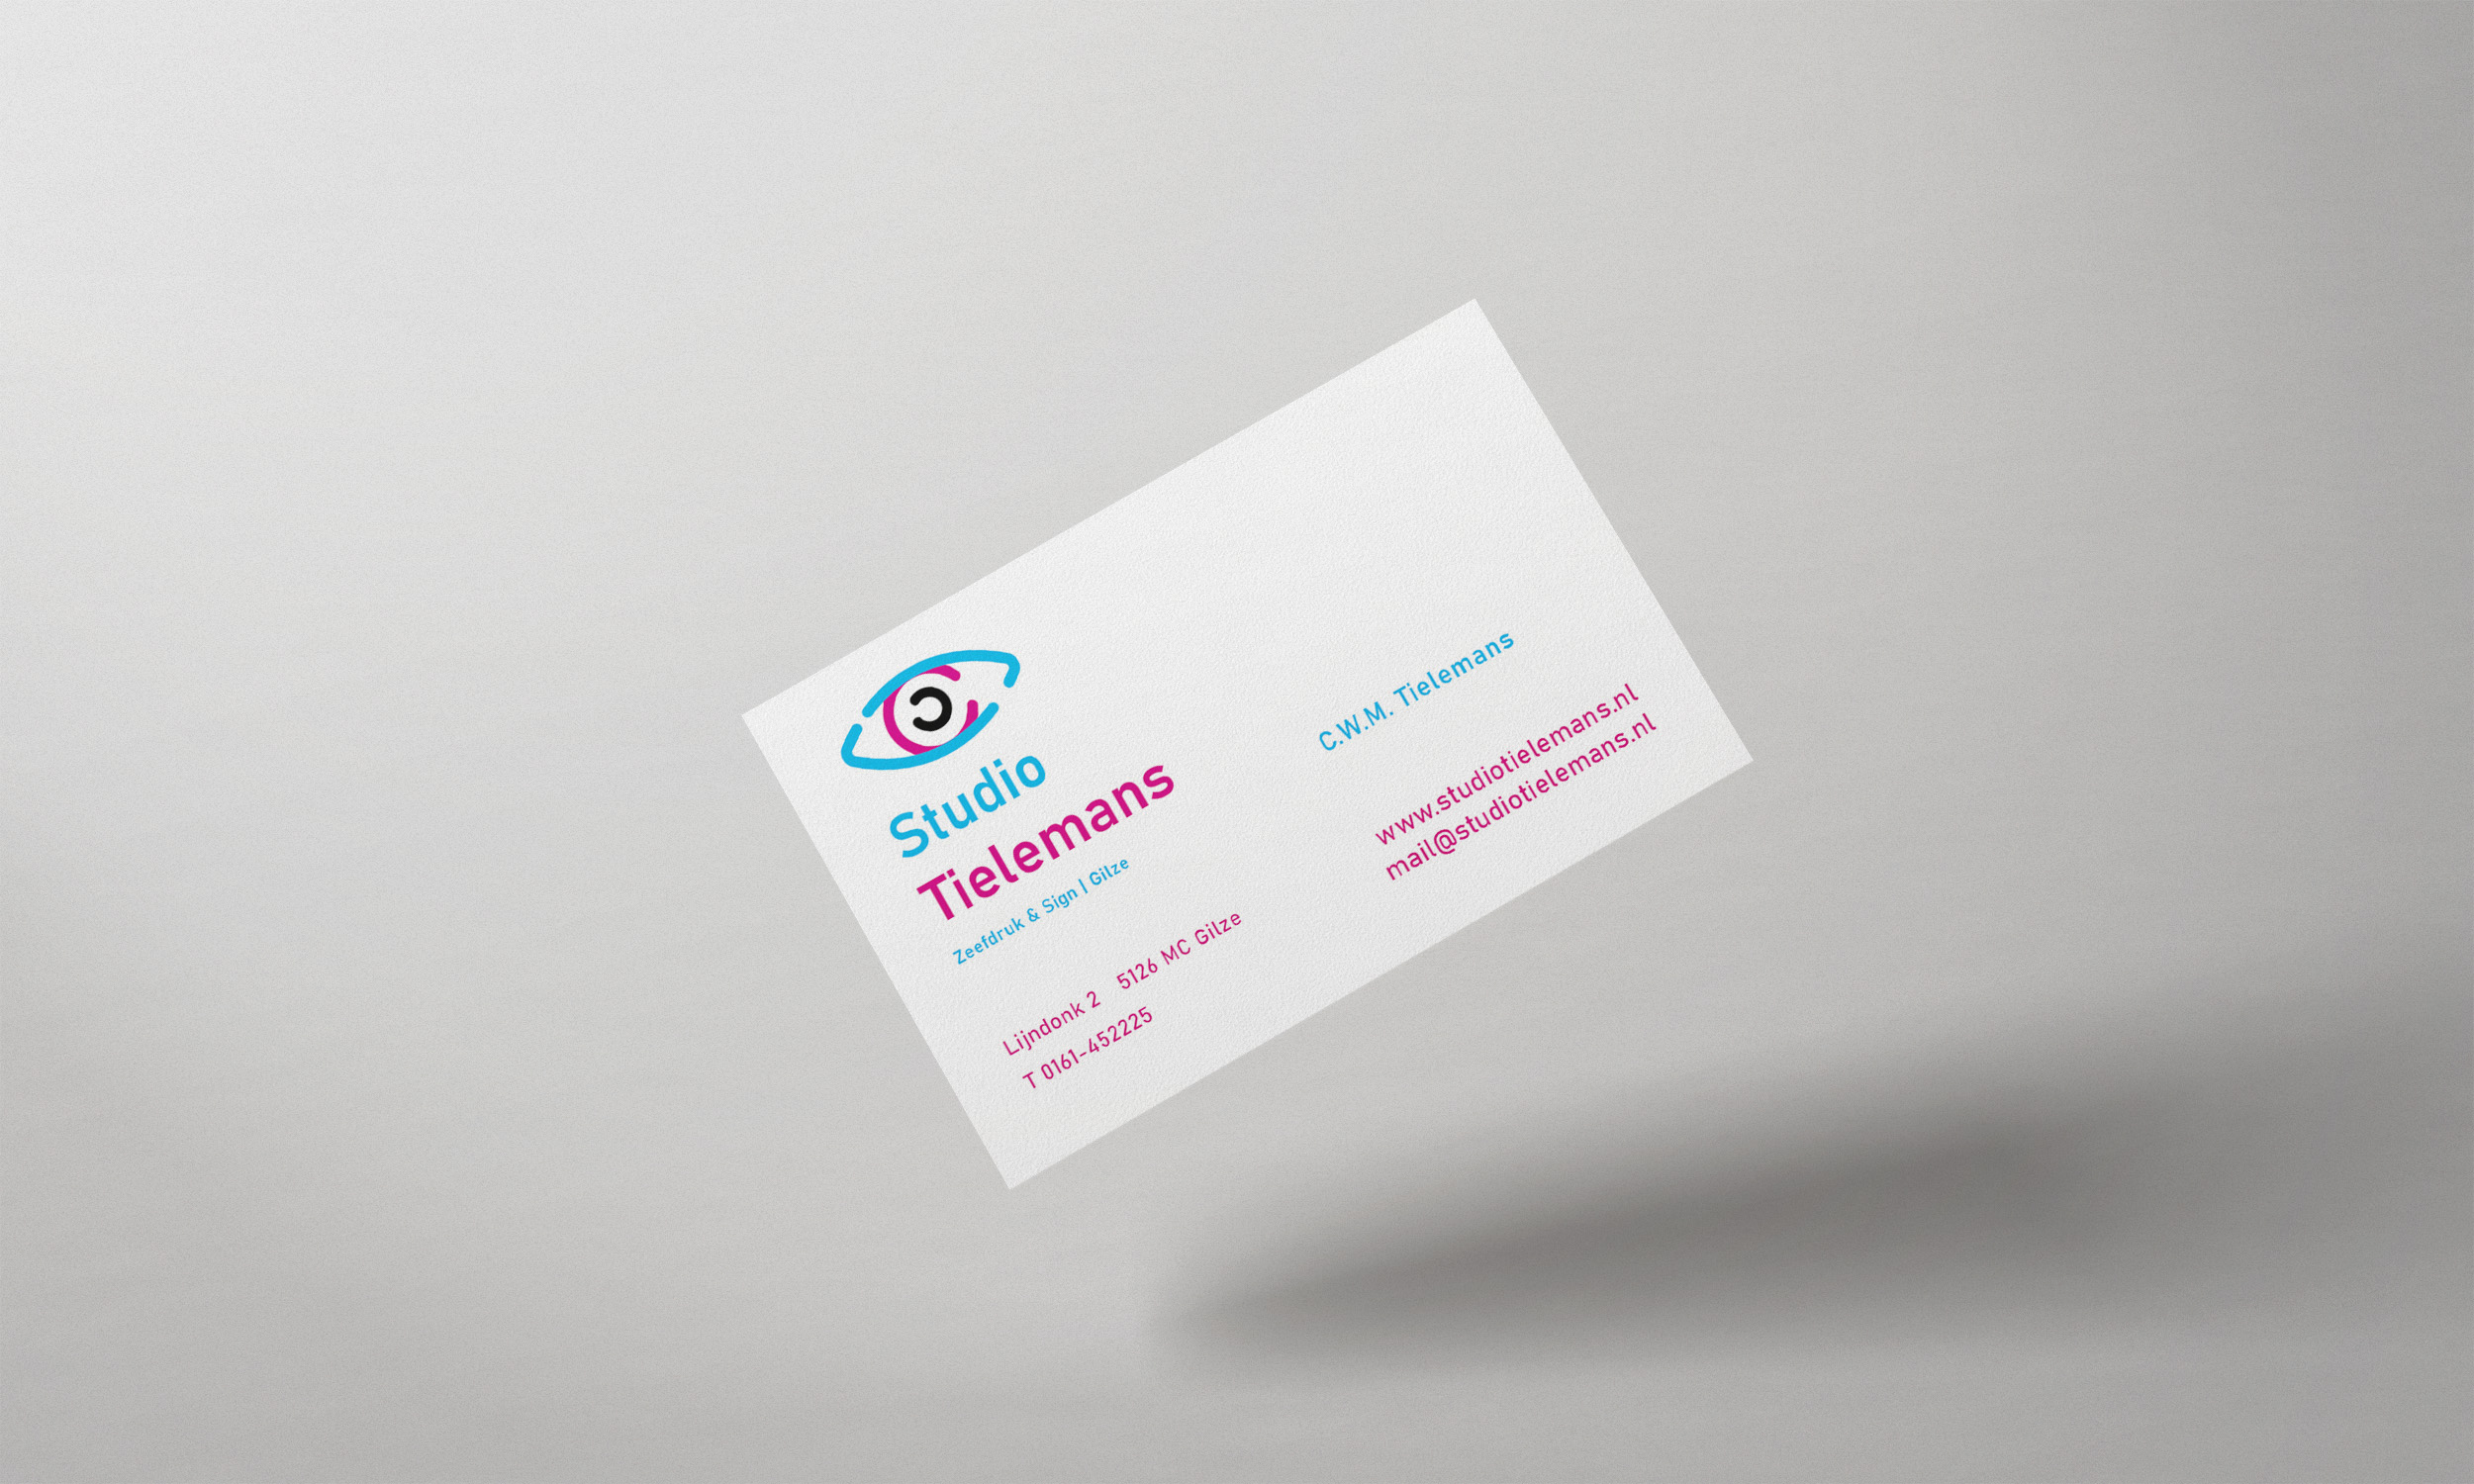 Studio
Tielemans
Zeefdruk & Sign | Gilze
Lijndonk 2   5126 MC Gilze
T 0161-452225
C.W.M. Tielemans
www.studiotielemans.nl
mail@studiotielemans.nl